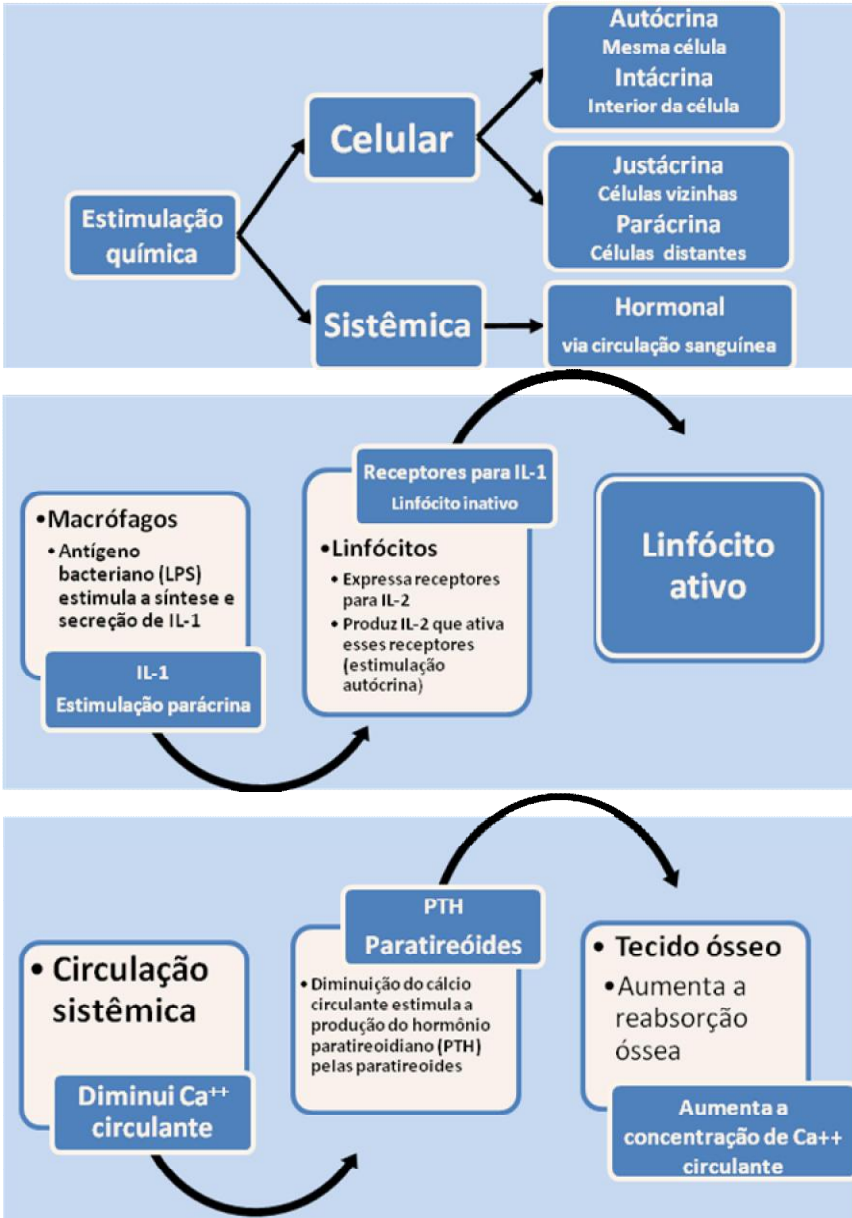 Autócrina
Mesma célula
Intácrina
Interior da célula
Celular
Justácrina
Células vizinhas
Parácrina
Células distantes
Estimulação
química
Sistêmica
Hormonal
via circulação sanguínea
•Macrófagos
•Antígeno
bacteriano (LPS)
estimula a síntese e
secreção de IL-1
IL-1
Estimulação parácrina
Receptores para IL-1
Linfócito inativo
•Linfócitos
•Expressa receptores
para IL-2
•Produz IL-2 que ativa
esses receptores
(estimulação
autócrina)
Linfócito
ativo
• Circulação
sistêmica
Diminui Ca⁺⁺
circulante
PTH
Paratireóides
•Diminuição do cálcio
circulante estimula a
produção do hormônio
paratireoidiano (PTH)
pelas paratireoides
• Tecido ósseo
•Aumenta a
reabsorção
óssea
Aumenta a
concentração de Ca++
circulante